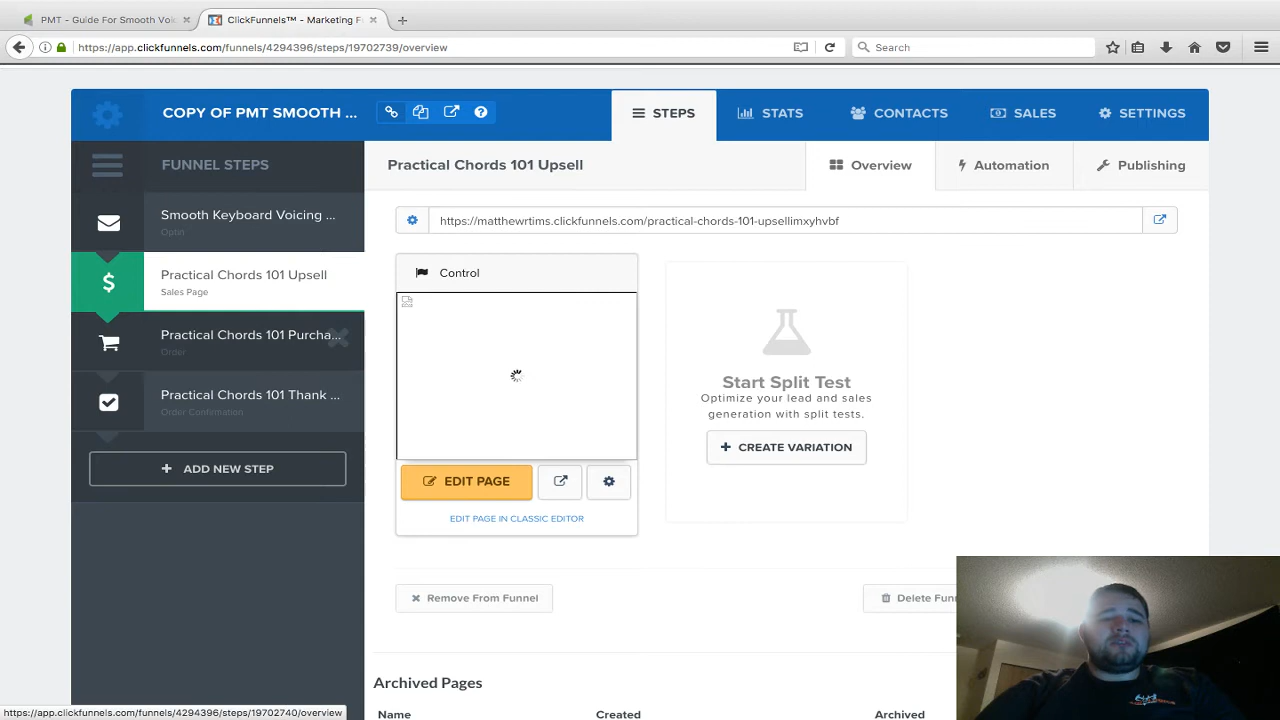 PMT - Guide For Smooth Voi
ClickFunnels™ - Marketing F
https://app.clickfunnels.com/funnels/4294396/steps/19702739/overview
Search
COPY OF PMT SMOOTH ...
STEPS
STATS
CONTACTS
SALES
SETTINGS
FUNNEL STEPS
Practical Chords 101 Upsell
Overview
Automation
Publishing
Smooth Keyboard Voicing ...
Optin
https://matthewrtims.clickfunnels.com/practical-chords-101-upsellimxyhvbf
Practical Chords 101 Upsell
Sales Page
Control
Practical Chords 101 Purcha...
Order
Practical Chords 101 Thank ...
Order Confirmation
Start Split Test
Optimize your lead and sales
generation with split tests.
+ CREATE VARIATION
+ ADD NEW STEP
EDIT PAGE
EDIT PAGE IN CLASSIC EDITOR
Remove From Funnel
Delete Fun
Archived Pages
Name Created Archived
https://app.clickfunnels.com/funnels/4294396/steps/19702740/overview